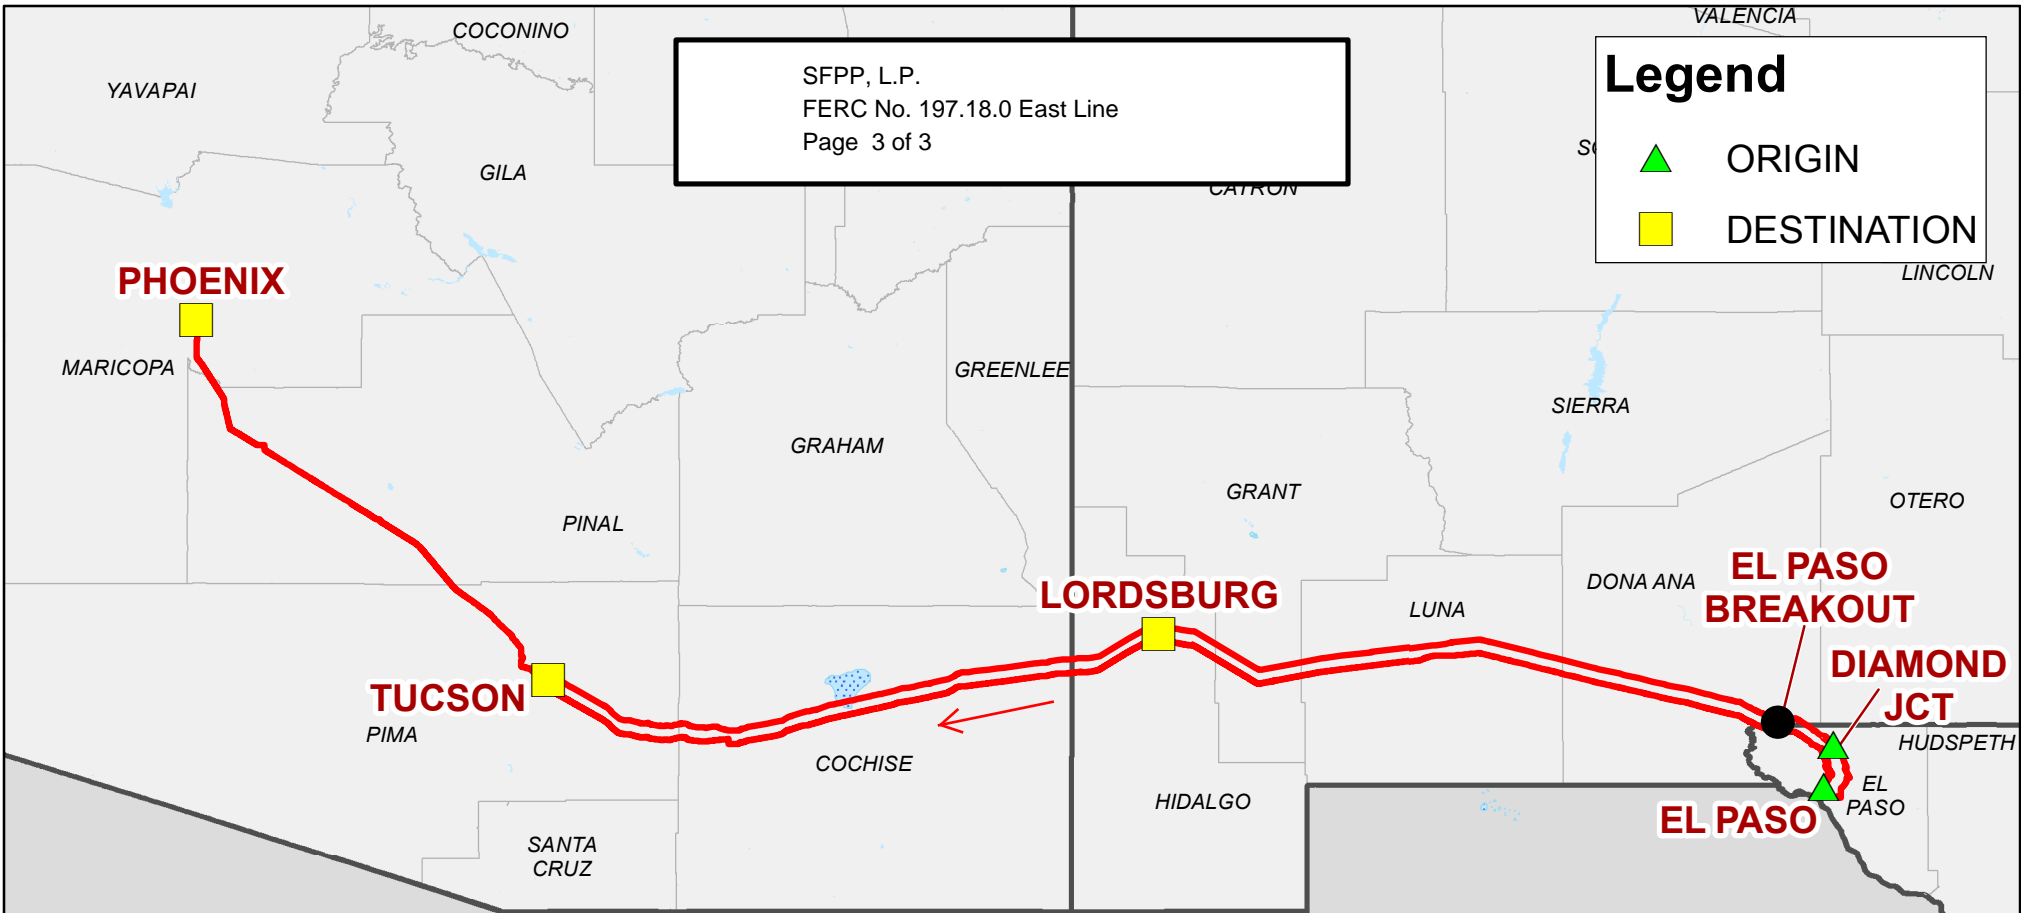 COCONINO
VALENCIA
YAVAPAI
SFPP, L.P.
FERC No. 197.18.0 East Line
Page 3 of 3
Legend
ORIGIN
DESTINATION
GILA
CATRON
LINCOLN
PHOENIX
MARICOPA
GREENLEE
SIERRA
GRAHAM
GRANT
OTERO
PINAL
LORDSBURG
LUNA
DONA ANA
EL PASO
BREAKOUT
DIAMOND
JCT
TUCSON
PIMA
COCHISE
HUDSPETH
HIDALGO
EL
PASO
EL PASO
SANTA
CRUZ